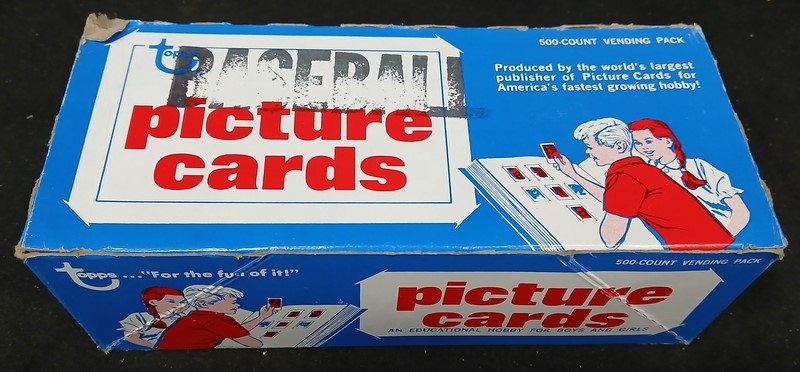 topps
BASEBALL
picture
cards
500-COUNT VENDING PACK
Produced by the world's largest
publisher of Picture Cards for
America's fastest growing hobby!
topps..."For the fun of it!"
500-COUNT VENDING PACK
picture
cards
AN EDUCATIONAL HOBBY FOR BOYS AND GIRLS